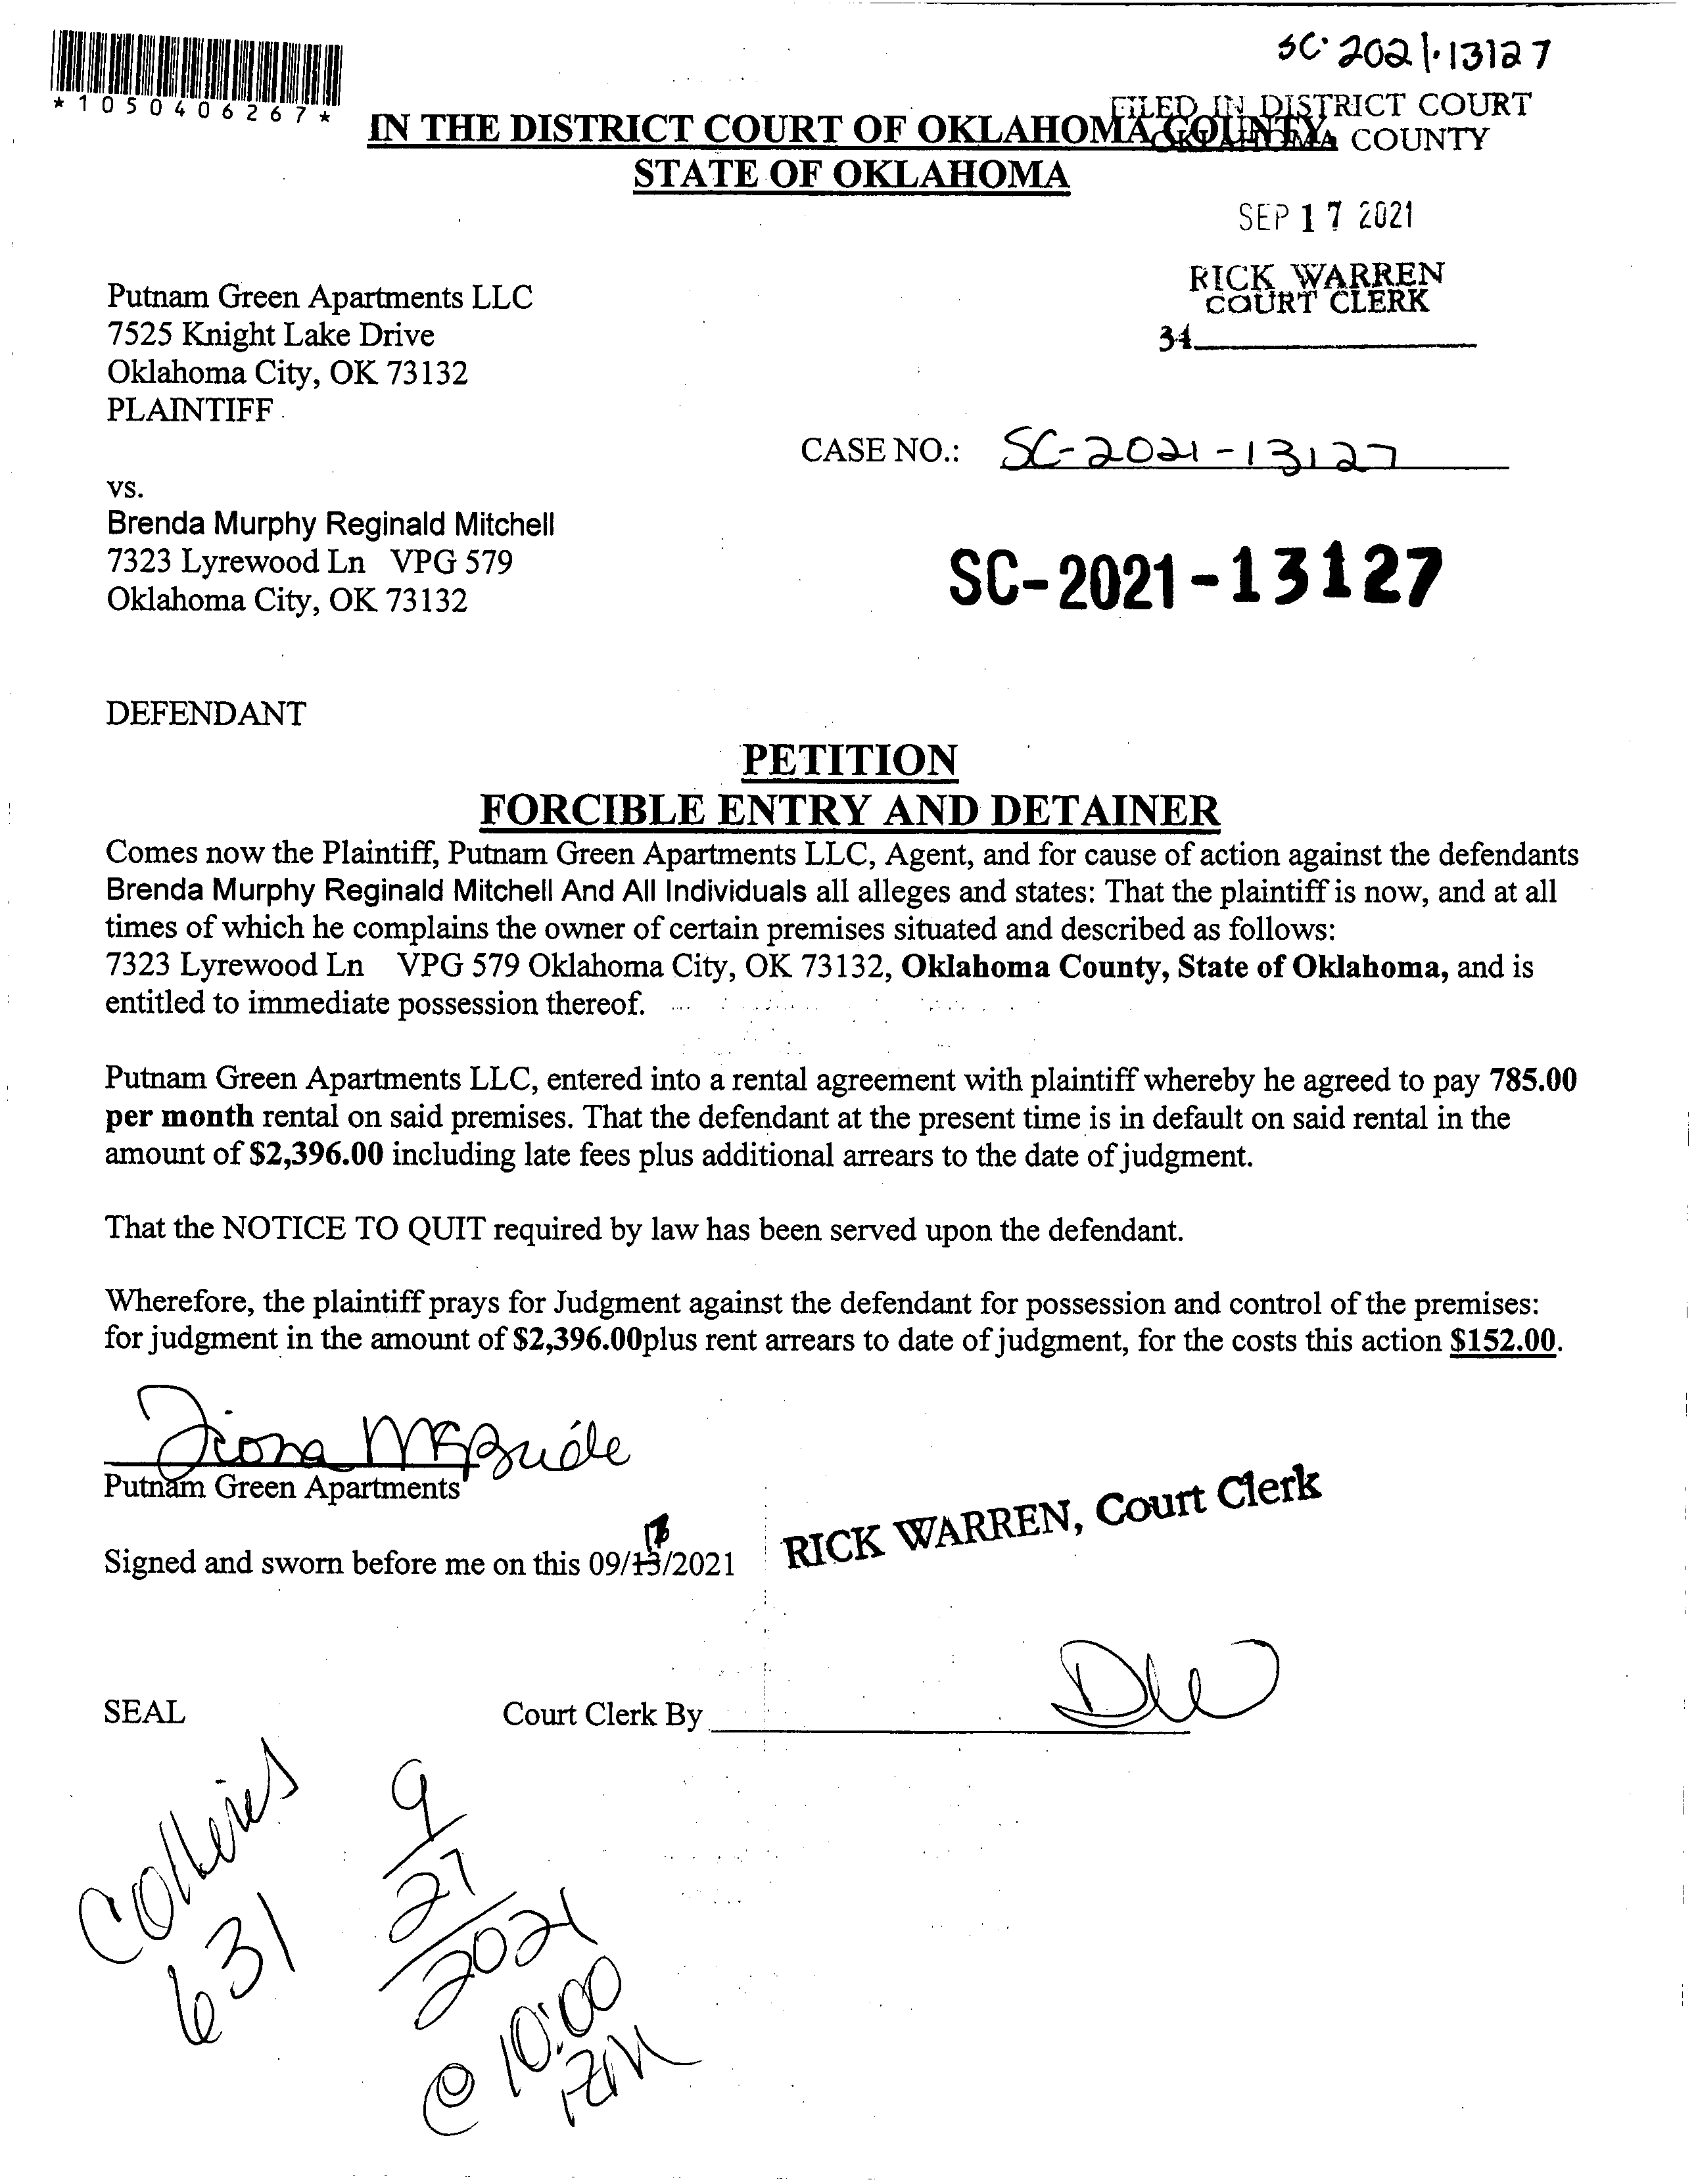 SC-2021-13127
*1050406267*
FILED IN DISTRICT COURT
OKLAHOMA COUNTY
IN THE DISTRICT COURT OF OKLAHOMA COUNTY,
STATE OF OKLAHOMA
SEP 17 2021
RICK WARREN
COURT CLERK
34
Putnam Green Apartments LLC
7525 Knight Lake Drive
Oklahoma City, OK 73132
PLAINTIFF
CASE NO.: SC-2021-13127
vs.
Brenda Murphy Reginald Mitchell
7323 Lyrewood Ln VPG 579
Oklahoma City, OK 73132
SC-2021-13127
DEFENDANT
PETITION
FORCIBLE ENTRY AND DETAINER
Comes now the Plaintiff, Putnam Green Apartments LLC, Agent, and for cause of action against the defendants
Brenda Murphy Reginald Mitchell And All Individuals all alleges and states: That the plaintiff is now, and at all
times of which he complains the owner of certain premises situated and described as follows:
7323 Lyrewood Ln VPG 579 Oklahoma City, OK 73132, Oklahoma County, State of Oklahoma, and is
entitled to immediate possession thereof.
Putnam Green Apartments LLC, entered into a rental agreement with plaintiff whereby he agreed to pay 785.00
per month rental on said premises. That the defendant at the present time is in default on said rental in the
amount of $2,396.00 including late fees plus additional arrears to the date of judgment.
That the NOTICE TO QUIT required by law has been served upon the defendant.
Wherefore, the plaintiff prays for Judgment against the defendant for possession and control of the premises:
for judgment in the amount of $2,396.00plus rent arrears to date of judgment, for the costs this action $152.00.
Fiona McBride
Putnam Green Apartments
RICK WARREN, Court Clerk
17
Signed and sworn before me on this 09/13/2021
DW
SEAL
Court Clerk By
Collins
631
9
27
2021
@ 10:00